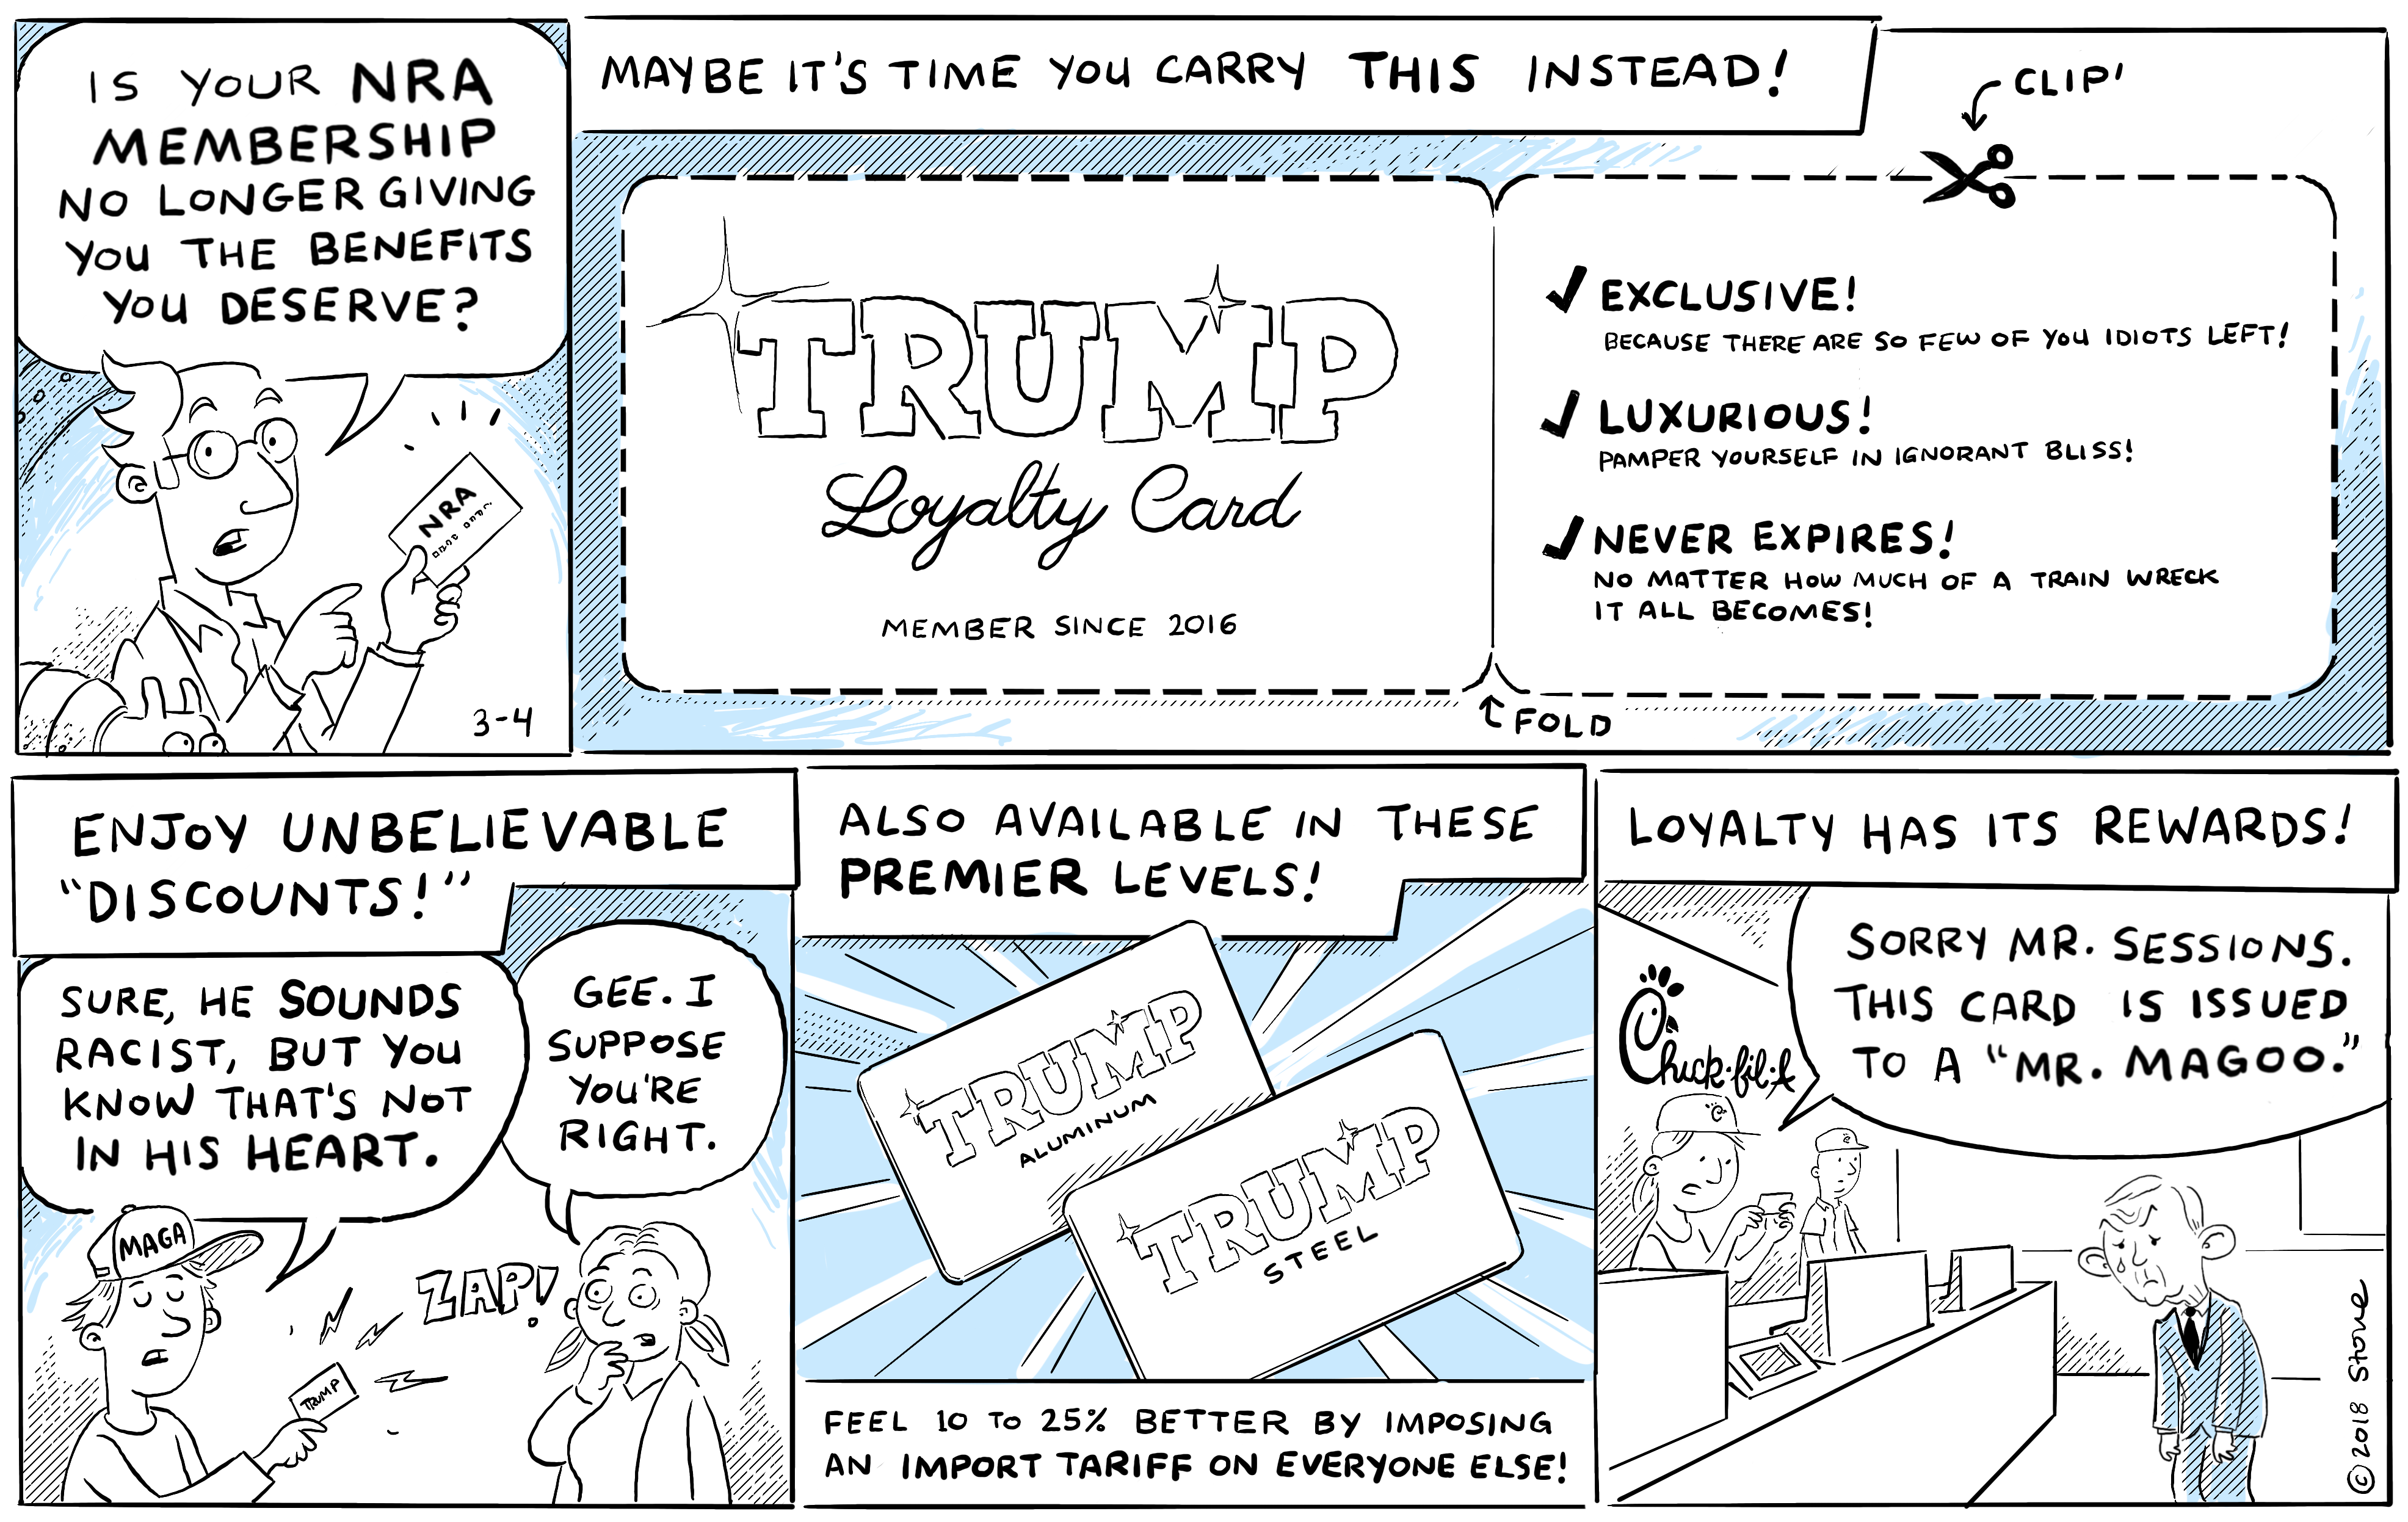 IS YOUR NRA
MEMBERSHIP
NO LONGER GIVING
YOU THE BENEFITS
YOU DESERVE?
NRA
3-4
MAYBE IT'S TIME YOU CARRY THIS INSTEAD!
CLIP'
TRUMP
Loyalty Card
MEMBER SINCE 2016
EXCLUSIVE!
BECAUSE THERE ARE SO FEW OF YOU IDIOTS LEFT!
LUXURIOUS!
PAMPER YOURSELF IN IGNORANT BLISS!
NEVER EXPIRES!
NO MATTER HOW MUCH OF A TRAIN WRECK
IT ALL BECOMES!
FOLD
ENJOY UNBELIEVABLE
"DISCOUNTS!"
SURE, HE SOUNDS
RACIST, BUT YOU
KNOW THAT'S NOT
IN HIS HEART.
GEE. I
SUPPOSE
YOU'RE
RIGHT.
MAGA
ZAP!
TRUMP
ALSO AVAILABLE IN THESE
PREMIER LEVELS!
TRUMP
ALUMINUM
TRUMP
STEEL
FEEL 10 TO 25% BETTER BY IMPOSING
AN IMPORT TARIFF ON EVERYONE ELSE!
LOYALTY HAS ITS REWARDS!
SORRY MR. SESSIONS.
THIS CARD IS ISSUED
TO A "MR. MAGOO."
Chick-fil-A
©2018 Stone